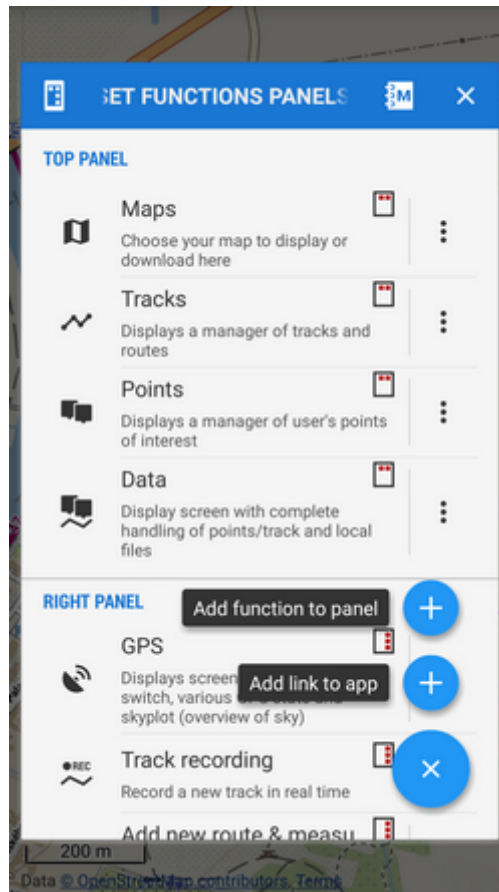 SET FUNCTIONS PANELS
M
TOP PANEL
Maps
Choose your map to display or
download here
Tracks
Displays a manager of tracks and
routes
Points
Displays a manager of user's points
of interest
Data
Display screen with complete
handling of points/track and local
files
RIGHT PANEL
Add function to panel
GPS
Displays screen
Add link to app
switch, various
skyplot (overview of sky)
REC
Track recording
Record a new track in real time
Add new route & measu
200 m
Data © OpenStreetMap contributors, Terms